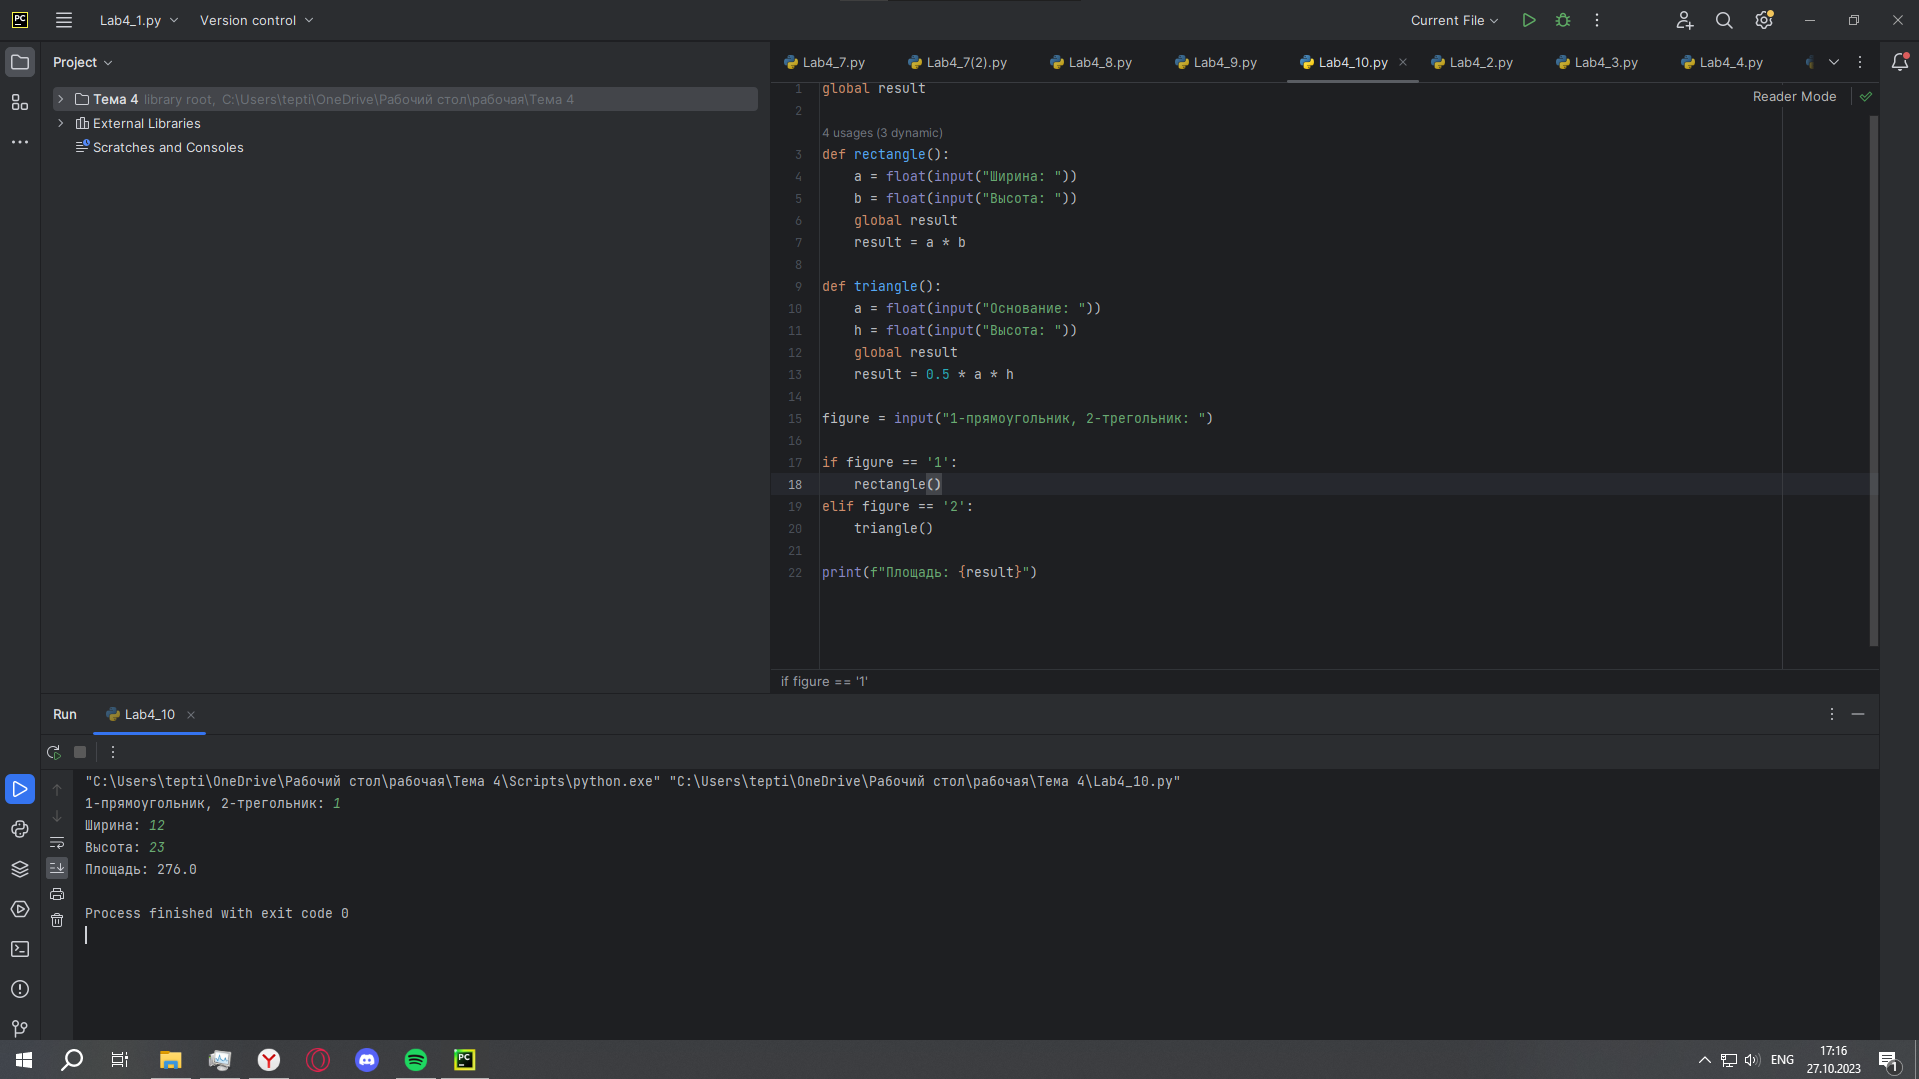 PC
Lab4_1.py
Version control
Current File
Project
Тема 4 library root, C:\Users\tepti\OneDrive\Рабочий стол\рабочая\Тема 4
External Libraries
Scratches and Consoles
Lab4_7.py
Lab4_7(2).py
Lab4_8.py
Lab4_9.py
Lab4_10.py
Lab4_2.py
Lab4_3.py
Lab4_4.py
Reader Mode
1 global result
2
4 usages (3 dynamic)
3 def rectangle():
4 a = float(input("Ширина: "))
5 b = float(input("Высота: "))
6 global result
7 result = a * b
8
9 def triangle():
10 a = float(input("Основание: "))
11 h = float(input("Высота: "))
12 global result
13 result = 0.5 * a * h
14
15 figure = input("1-прямоугольник, 2-трегольник: ")
16
17 if figure == '1':
18 rectangle()
19 elif figure == '2':
20 triangle()
21
22 print(f"Площадь: {result}")
if figure == '1'
Run
Lab4_10
"C:\Users\tepti\OneDrive\Рабочий стол\рабочая\Тема 4\Scripts\python.exe" "C:\Users\tepti\OneDrive\Рабочий стол\рабочая\Тема 4\Lab4_10.py"
1-прямоугольник, 2-трегольник: 1
Ширина: 12
Высота: 23
Площадь: 276.0
Process finished with exit code 0
PC
ENG
17:16
27.10.2023
1